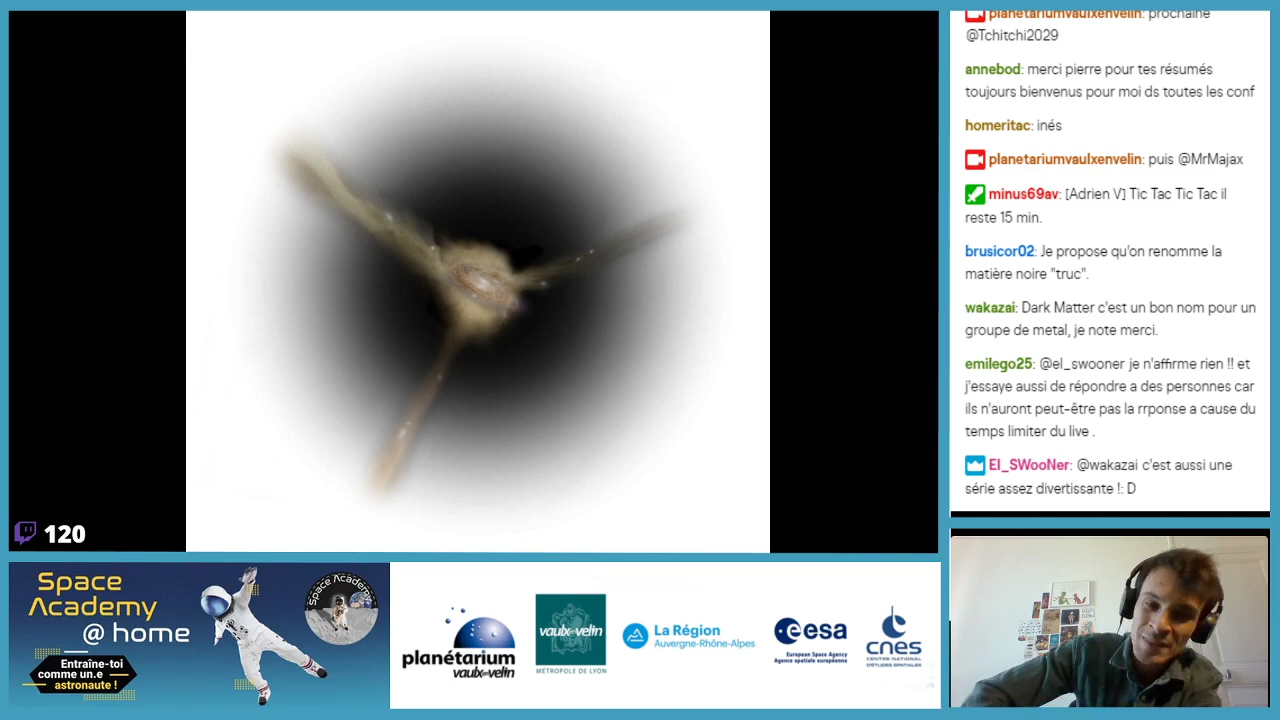 planetariumvaulxenvelin: prochaine
@Tchitchi2029
annebod: merci pierre pour tes résumés
toujours bienvenus pour moi ds toutes les conf
homeritac: inés
planetariumvaulxenvelin: puis @MrMajax
minus69av: [Adrien V] Tic Tac Tic Tac il
reste 15 min.
brusicor02: Je propose qu'on renomme la
matière noire "truc".
wakazai: Dark Matter c'est un bon nom pour un
groupe de metal, je note merci.
emilego25: @el_swooner je n'affirme rien !! et
j'essaye aussi de répondre a des personnes car
ils n'auront peut-être pas la rrponse a cause du
temps limiter du live .
El_SWooNer: @wakazai c'est aussi une
série assez divertissante !: D
120
Space
Academy
@ home
Entraîne-toi
comme un.e
astronaute !
Space Academy
planétarium
vaulx en velin
vaulx en velin
MÉTROPOLE DE LYON
La Région
Auvergne-Rhône-Alpes
esa
European Space Agency
Agence spatiale européenne
cnes
CENTRE NATIONAL
D'ÉTUDES SPATIALES